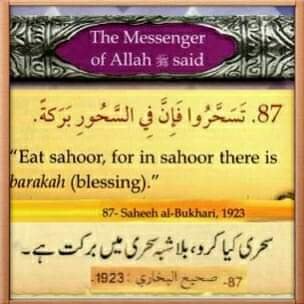 The Messenger
of Allah ﷺ said
87. تَسَحَّرُوا فَإِنَّ فِي السَّحُورِ بَرَكَةً.
“Eat sahoor, for in sahoor there is
barakah (blessing).”
87- Saheeh al-Bukhari, 1923
سحری کیا کرو، بلاشبہ سحری میں برکت ہے۔
87- صحيح البخاري: 1923.